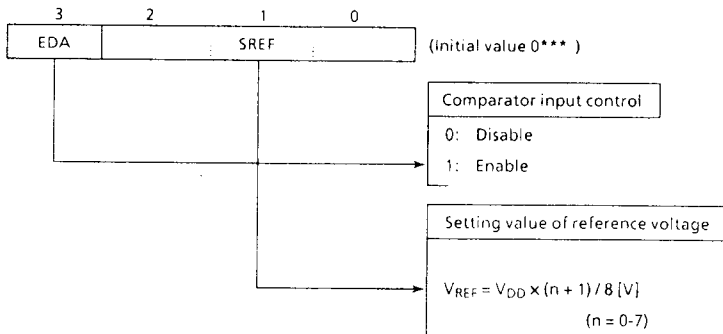 3 2 1 0
EDA SREF (Initial value 0*** )
Comparator input control
0: Disable
1: Enable
Setting value of reference voltage
VREF = VDD × (n + 1) / 8 [V]
(n = 0-7)